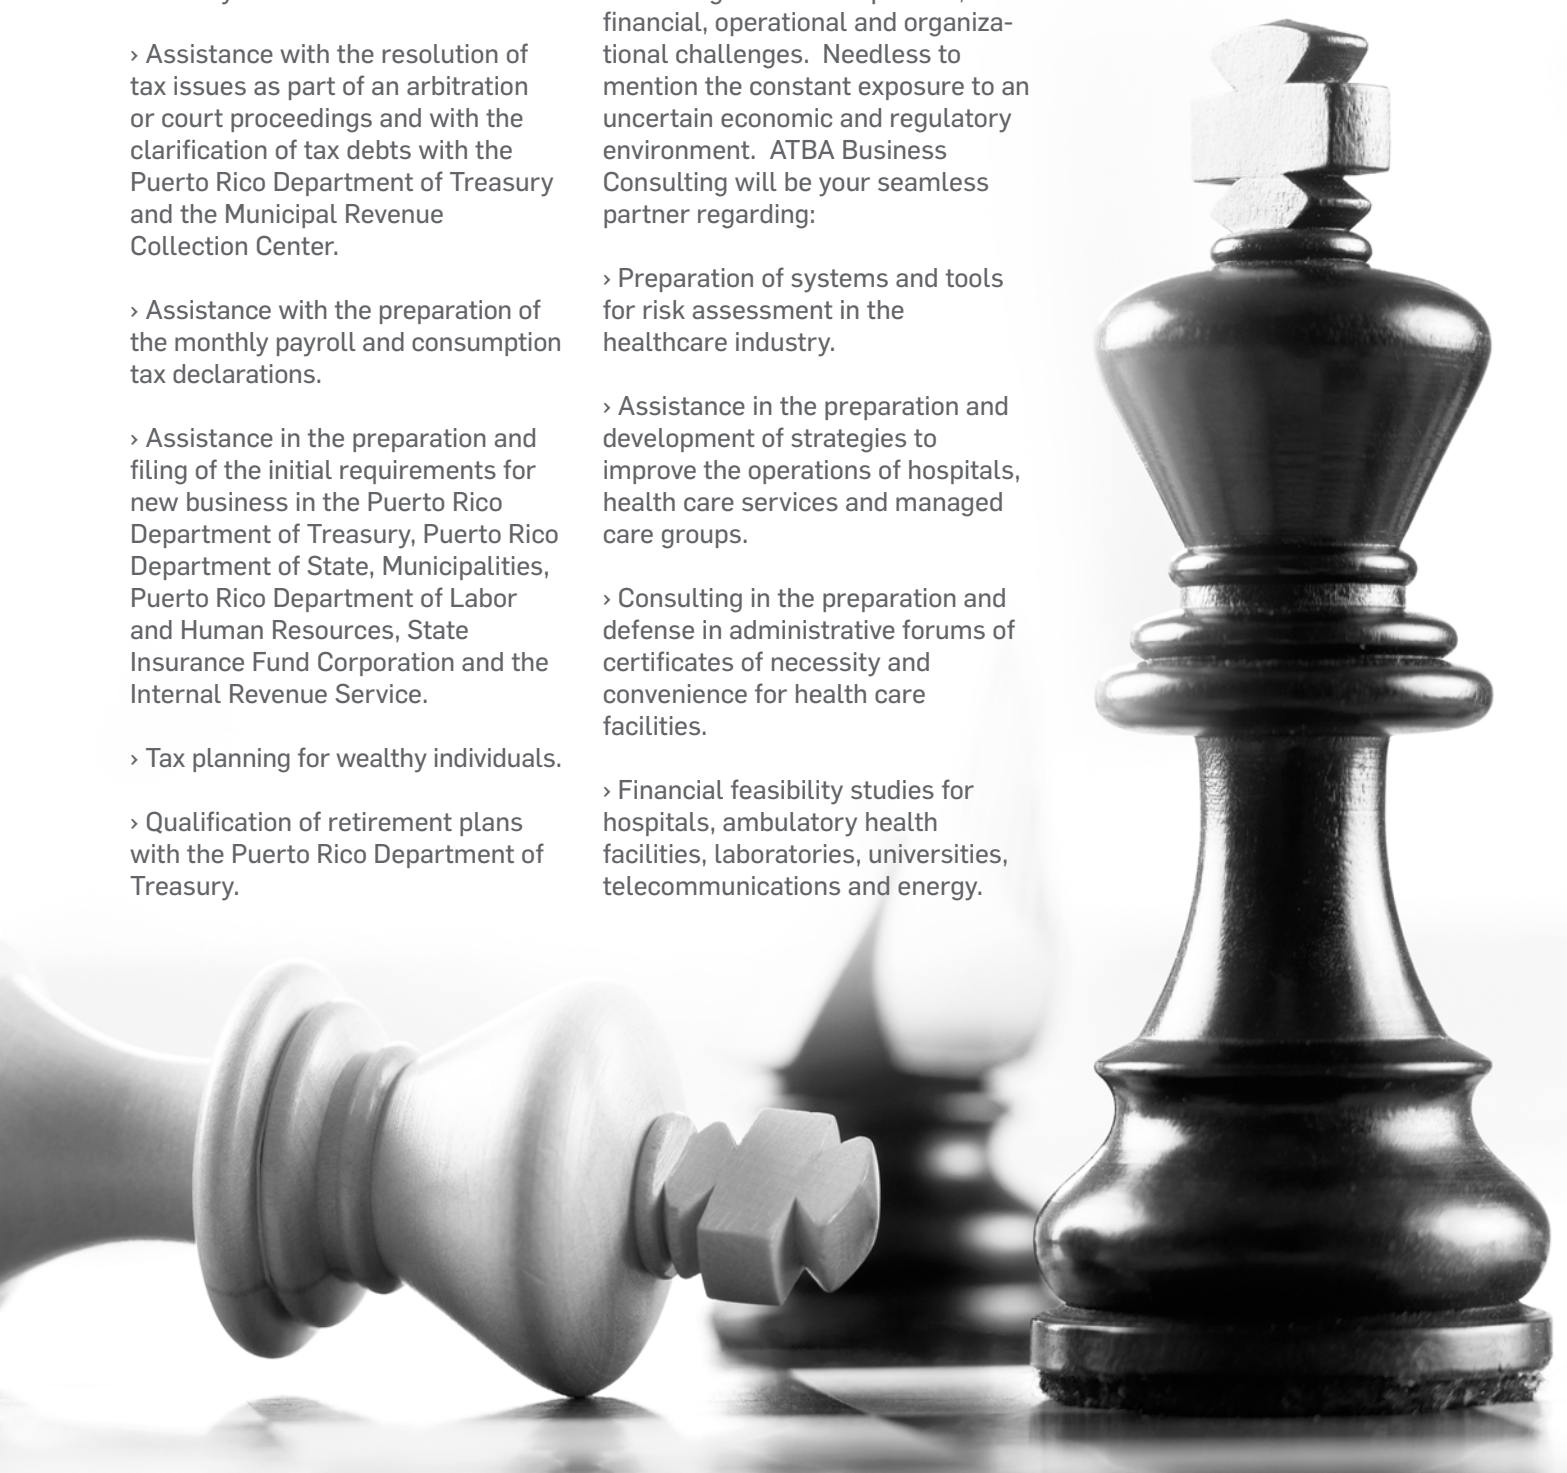 › Assistance with the resolution of
tax issues as part of an arbitration
or court proceedings and with the
clarification of tax debts with the
Puerto Rico Department of Treasury
and the Municipal Revenue
Collection Center.
› Assistance with the preparation of
the monthly payroll and consumption
tax declarations.
› Assistance in the preparation and
filing of the initial requirements for
new business in the Puerto Rico
Department of Treasury, Puerto Rico
Department of State, Municipalities,
Puerto Rico Department of Labor
and Human Resources, State
Insurance Fund Corporation and the
Internal Revenue Service.
› Tax planning for wealthy individuals.
› Qualification of retirement plans
with the Puerto Rico Department of
Treasury.
financial, operational and organiza-
tional challenges.  Needless to
mention the constant exposure to an
uncertain economic and regulatory
environment.  ATBA Business
Consulting will be your seamless
partner regarding:
› Preparation of systems and tools
for risk assessment in the
healthcare industry.
› Assistance in the preparation and
development of strategies to
improve the operations of hospitals,
health care services and managed
care groups.
› Consulting in the preparation and
defense in administrative forums of
certificates of necessity and
convenience for health care
facilities.
› Financial feasibility studies for
hospitals, ambulatory health
facilities, laboratories, universities,
telecommunications and energy.